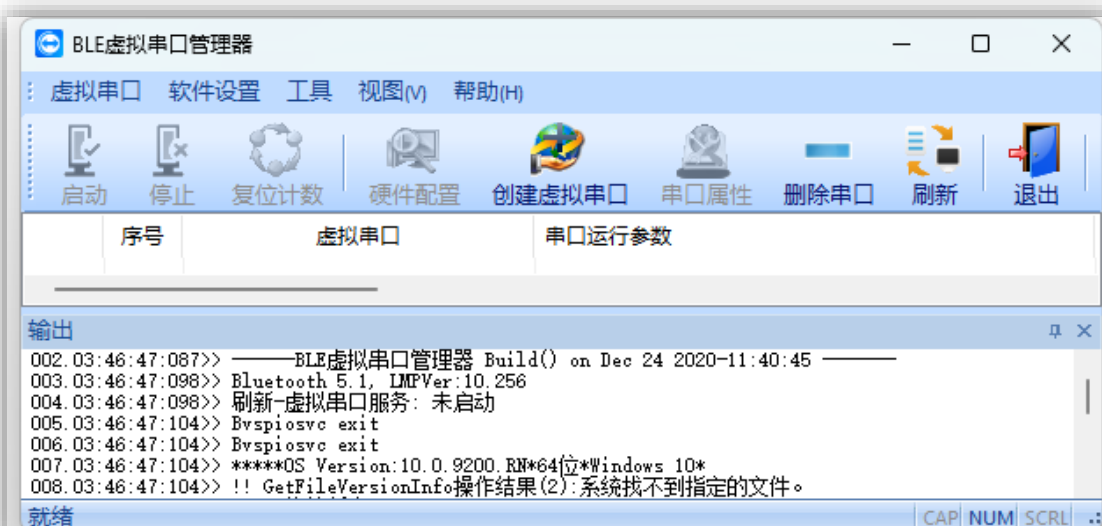 BLE虚拟串口管理器
虚拟串口 软件设置 工具 视图(V) 帮助(H)
启动 停止 复位计数 硬件配置 创建虚拟串口 串口属性 删除串口 刷新 退出
序号 虚拟串口 串口运行参数
输出
002.03:46:47:087>> ─────BLE虚拟串口管理器 Build() on Dec 24 2020-11:40:45 ─────
003.03:46:47:098>> Bluetooth 5.1, LMPVer:10.256
004.03:46:47:098>> 刷新-虚拟串口服务: 未启动
005.03:46:47:104>> Bvspiosvc exit
006.03:46:47:104>> Bvspiosvc exit
007.03:46:47:104>> *****OS Version:10.0.9200.RN*64位*Windows 10*
008.03:46:47:104>> !! GetFileVersionInfo操作结果(2):系统找不到指定的文件。
就绪 CAP NUM SCRL